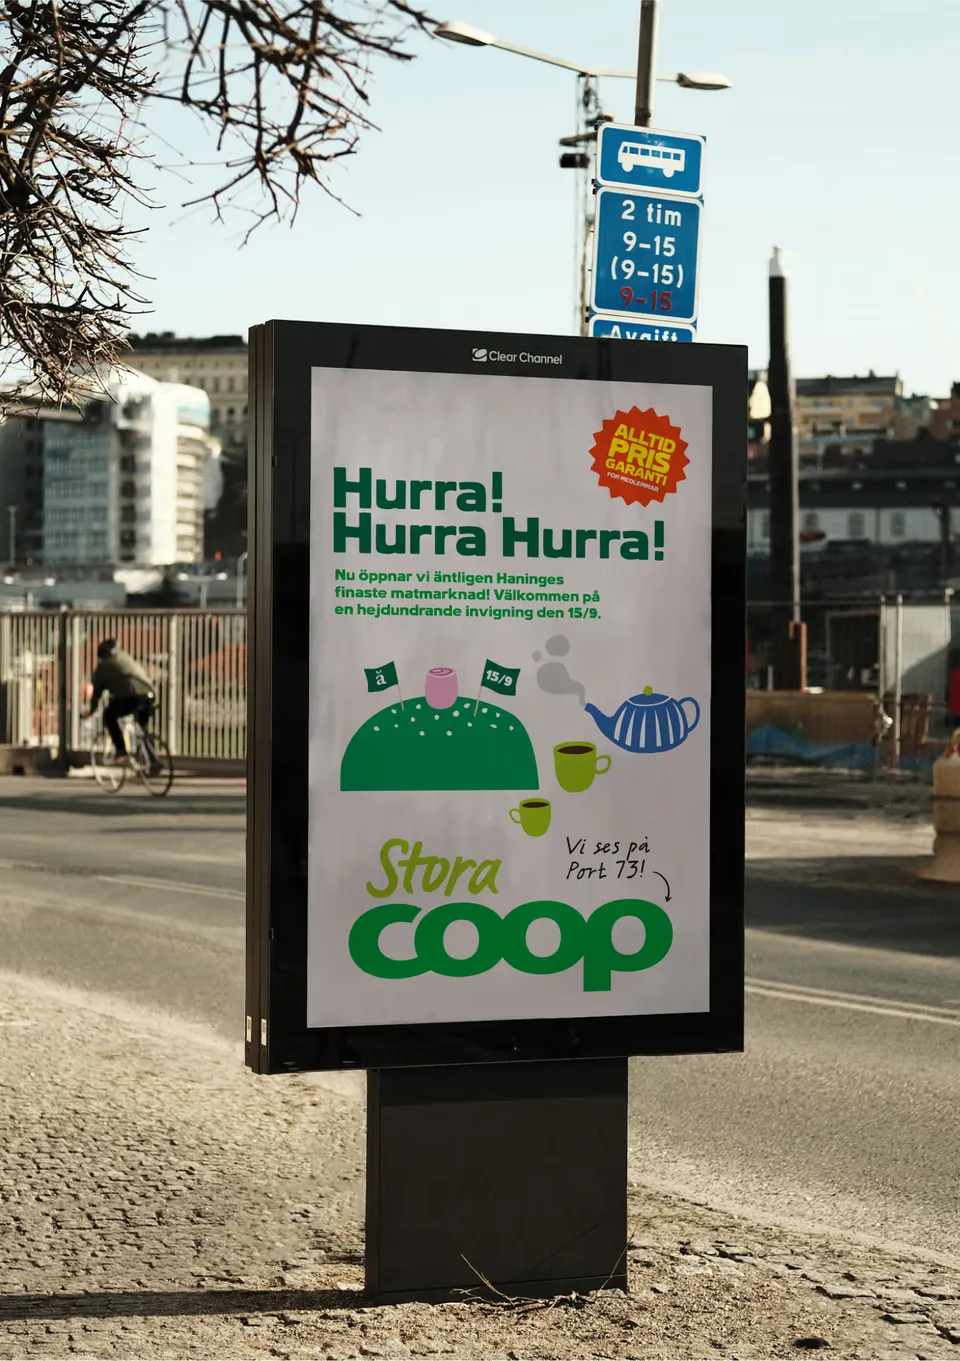 2 tim
9-15
(9-15)
9-15
Avgift
Clear Channel
ALLTID
PRIS
GARANTI
FÖR MEDLEMMAR
Hurra!
Hurra Hurra!
Nu öppnar vi äntligen Haninges
finaste matmarknad! Välkommen på
en hejdundrande invigning den 15/9.
ǎ
15/9
Stora
Vi ses på
Port 73!
coop